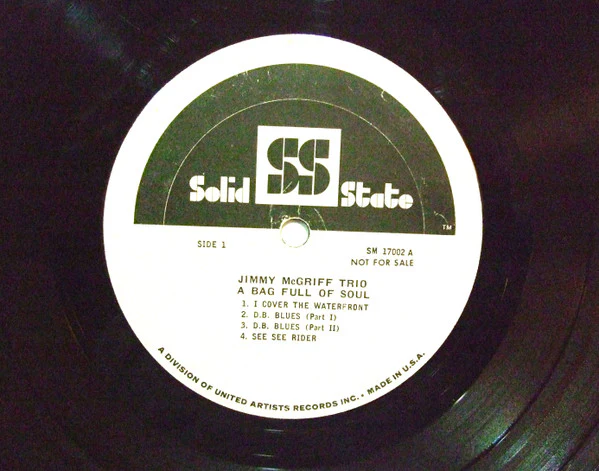 SS
Solid State
TM
SIDE 1
SM 17002 A
NOT FOR SALE
JIMMY McGRIFF TRIO
A BAG FULL OF SOUL
1. I COVER THE WATERFRONT
2. D.B. BLUES (Part I)
3. D.B. BLUES (Part II)
4. SEE SEE RIDER
A DIVISION OF UNITED ARTISTS RECORDS INC. • MADE IN U.S.A.